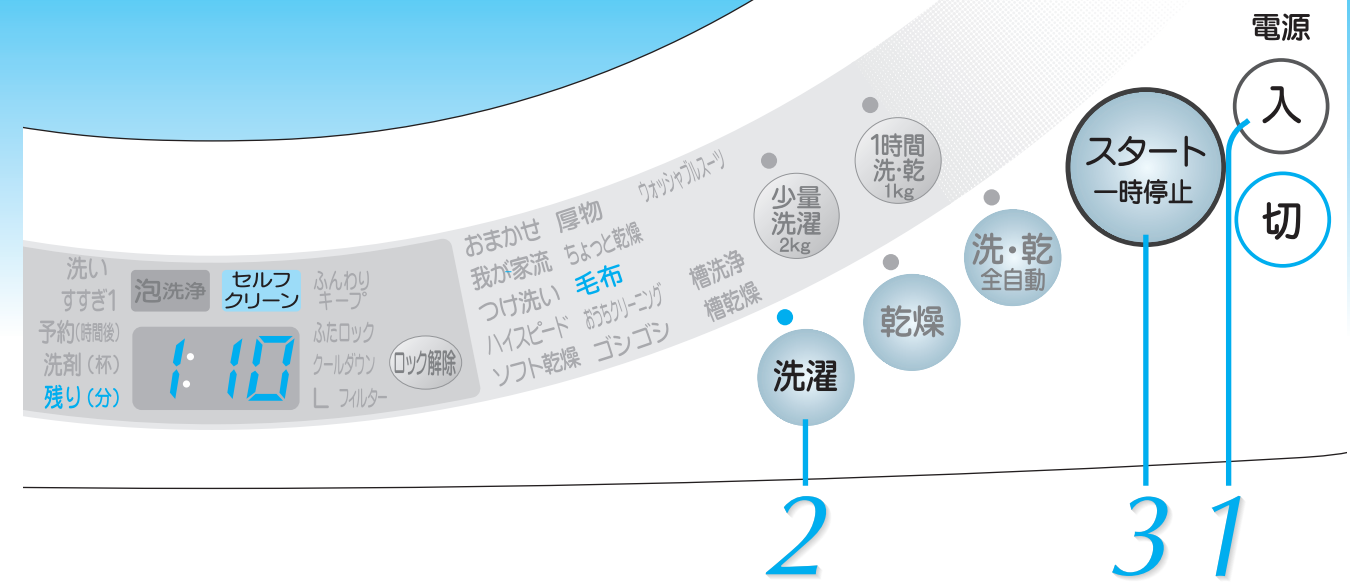 電源
入
切
スタート
一時停止
1時間
洗・乾
1kg
少量
洗濯
2kg
洗・乾
全自動
乾燥
洗濯
おまかせ 厚物 ウォッシャブルスーツ
我が家流 ちょっと乾燥
つけ洗い 毛布 槽洗浄
ハイスピード おうちクリーニング 槽乾燥
ソフト乾燥 ゴシゴシ
洗い
すすぎ1
予約(時間後)
洗剤(杯)
残り(分)
泡洗浄
セルフ
クリーン
1:10
ふんわり
キープ
ふたロック
クールダウン
L フィルター
ロック解除
2
3
1